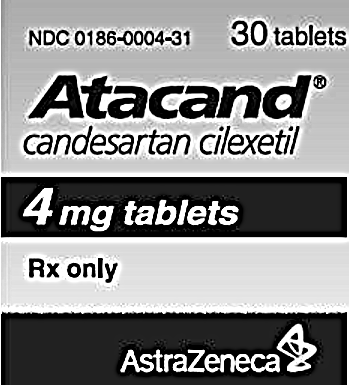 NDC 0186-0004-31 30 tablets
Atacand®
candesartan cilexetil
4 mg tablets
Rx only
AstraZeneca